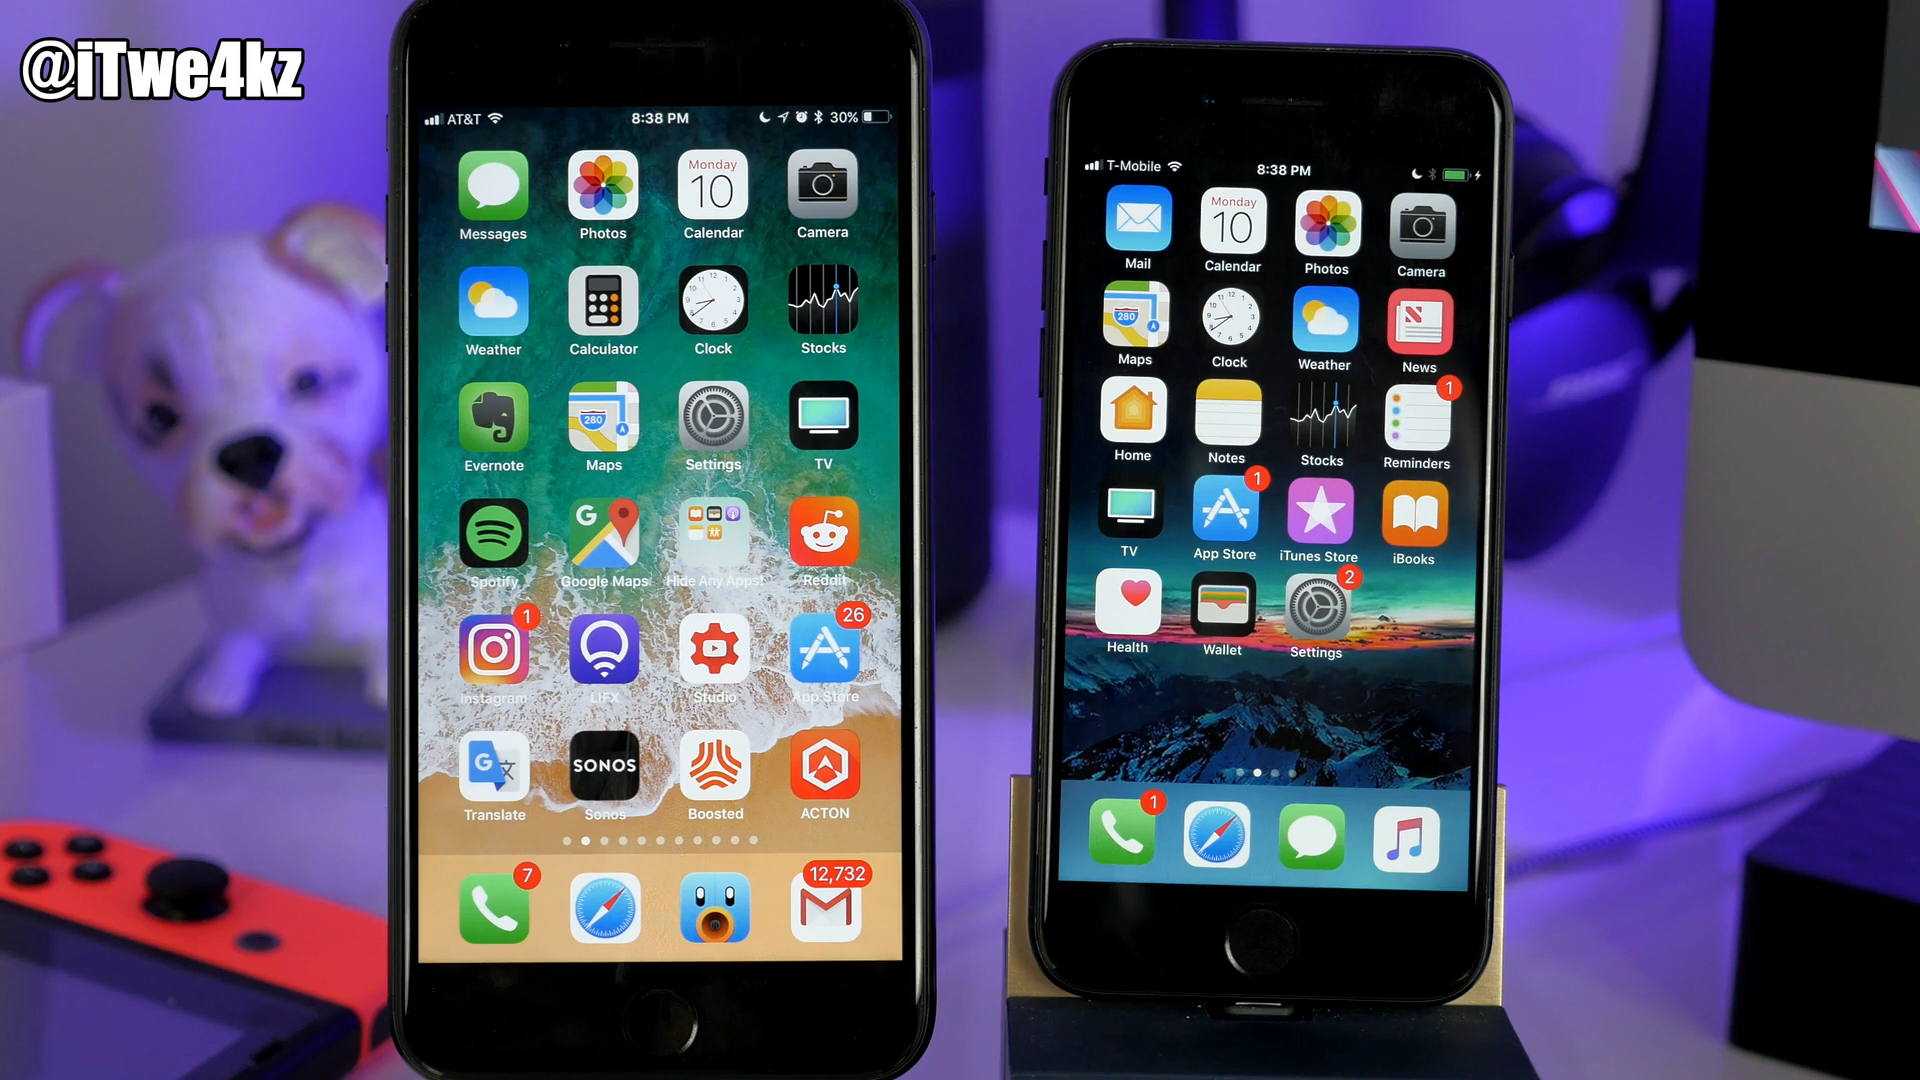 @iTwe4kz
AT&T 8:38 PM 30%
Messages Photos Monday 10 Calendar Camera
Weather Calculator Clock Stocks
Evernote 280 Maps Settings TV
Spotify G Google Maps Hide Any Apps! Reddit
1 Instagram LIFX Studio 26 App Store
G Translate SONOS Sonos Boosted ACTON
7 12,732
T-Mobile 8:38 PM
Mail Monday 10 Calendar Photos Camera
280 Maps Clock Weather News
Home Notes Stocks 1 Reminders
TV 1 App Store iTunes Store iBooks
Health Wallet 2 Settings
1